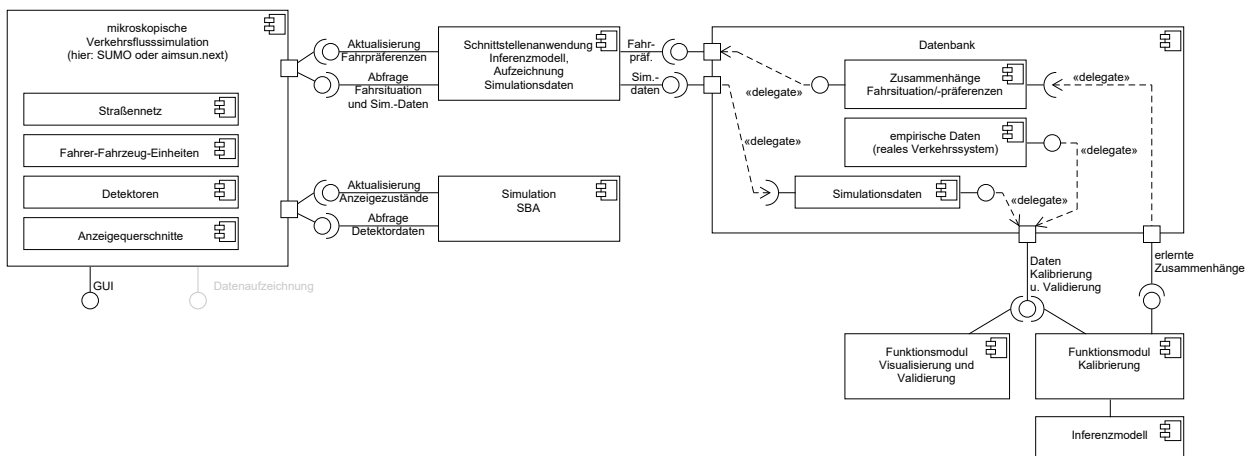 mikroskopische
Verkehrsflusssimulation
(hier: SUMO oder aimsun.next)
Straßennetz
Fahrer-Fahrzeug-Einheiten
Detektoren
Anzeigequerschnitte
GUI
Datenaufzeichnung
Aktualisierung
Fahrpräferenzen
Abfrage
Fahrsituation
und Sim.-Daten
Aktualisierung
Anzeigezustände
Abfrage
Detektordaten
Schnittstellenanwendung
Inferenzmodell,
Aufzeichnung
Simulationsdaten
Simulation
SBA
Fahr-
präf.
Sim.-
daten
Datenbank
«delegate»
Zusammenhänge
Fahrsituation/-präferenzen
«delegate»
empirische Daten
(reales Verkehrssystem)
«delegate»
«delegate»
Simulationsdaten
«delegate»
Daten
Kalibrierung
u. Validierung
erlernte
Zusammenhänge
Funktionsmodul
Visualisierung und
Validierung
Funktionsmodul
Kalibrierung
Inferenzmodell